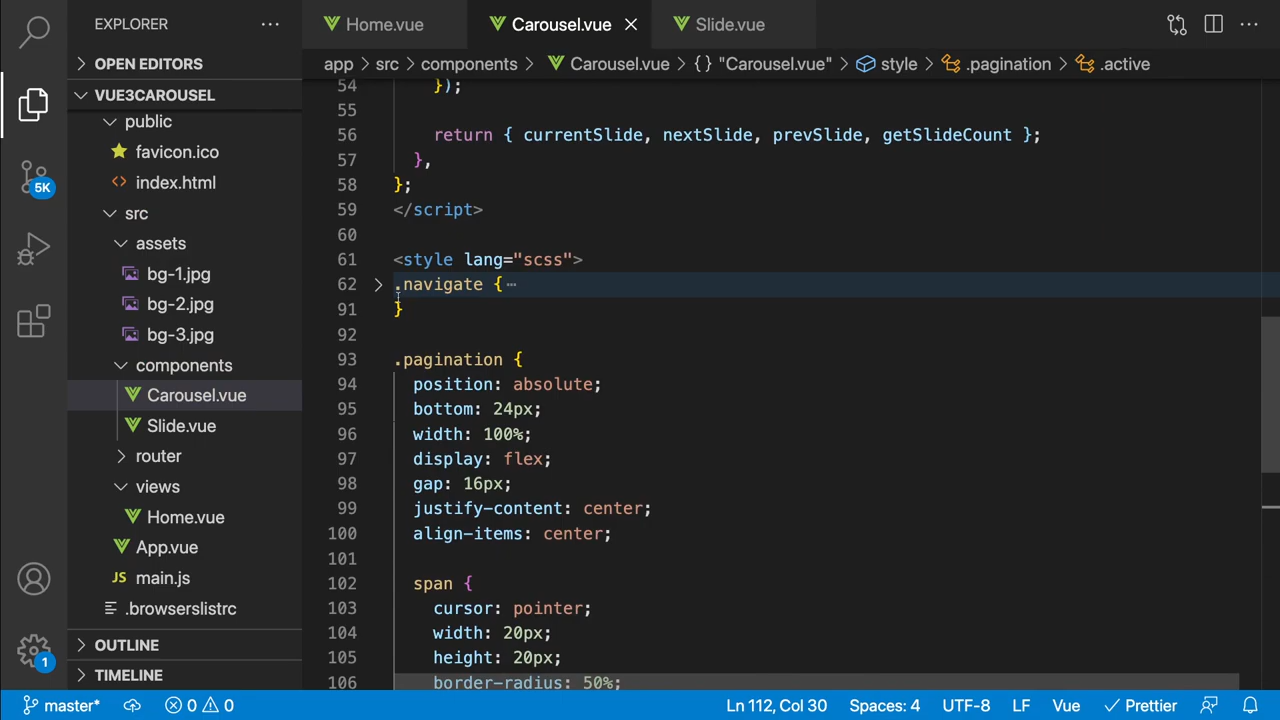 EXPLORER
Home.vue
Carousel.vue
Slide.vue
OPEN EDITORS
app > src > components > Carousel.vue > {} "Carousel.vue" > style > .pagination > .active
VUE3CAROUSEL
public
favicon.ico
index.html
src
assets
bg-1.jpg
bg-2.jpg
bg-3.jpg
components
Carousel.vue
Slide.vue
router
views
Home.vue
App.vue
JS main.js
.browserslistrc
OUTLINE
TIMELINE
5K
1
54 });
55
56 return { currentSlide, nextSlide, prevSlide, getSlideCount };
57 },
58 };
59 </script>
60
61 <style lang="scss">
62 .navigate {
91 }
92
93 .pagination {
94 position: absolute;
95 bottom: 24px;
96 width: 100%;
97 display: flex;
98 gap: 16px;
99 justify-content: center;
100 align-items: center;
101
102 span {
103 cursor: pointer;
104 width: 20px;
105 height: 20px;
106 border-radius: 50%;
master* 0 0 Ln 112, Col 30 Spaces: 4 UTF-8 LF Vue Prettier